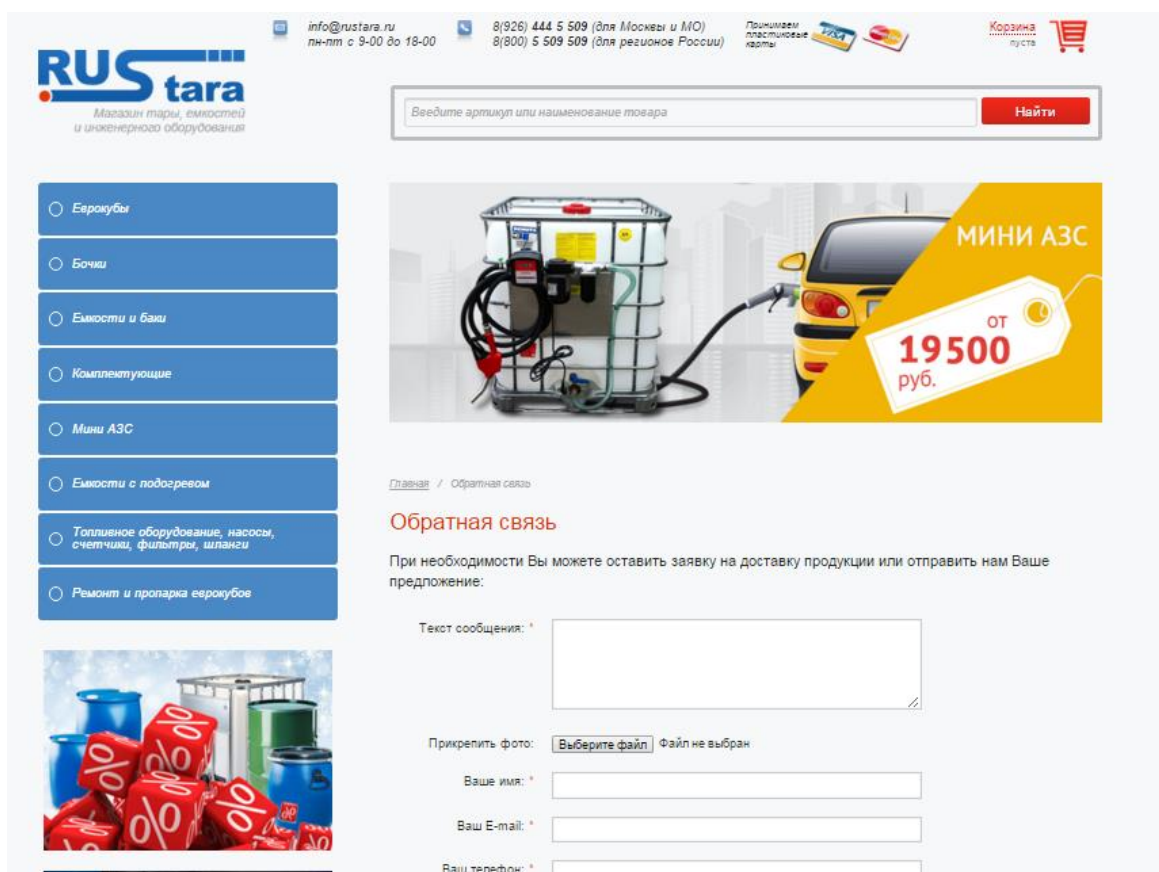 info@rustara.ru
пн-пт с 9-00 до 18-00
8(926) 444 5 509 (для Москвы и МО)
8(800) 5 509 509 (для регионов России)
Принимаем
пластиковые
карты
VISA
Корзина
пуста
RUS
tara
Магазин тары, емкостей
и инженерного оборудования
Введите артикул или наименование товара
Найти
Еврокубы
Бочки
Емкости и баки
Комплектующие
Мини АЗС
Емкости с подогревом
Топливное оборудование, насосы,
счетчики, фильтры, шланги
Ремонт и пропарка еврокубов
МИНИ АЗС
от
19500
руб.
Главная / Обратная связь
Обратная связь
При необходимости Вы можете оставить заявку на доставку продукции или отправить нам Ваше
предложение:
Текст сообщения: *
Прикрепить фото: Выберите файл Файл не выбран
Ваше имя: *
Ваш E-mail: *
Ваш телефон: *
% % % % % % %